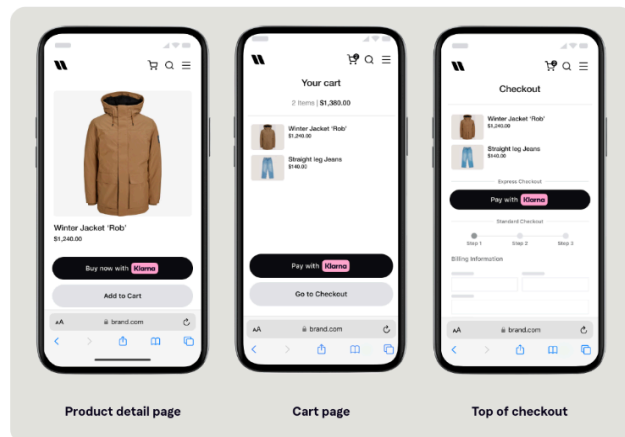 Winter Jacket ‘Rob’
$1,240.00
Buy now with Klarna
Add to Cart
AA brand.com
Product detail page
2
Your cart
2 Items | $1,380.00
Winter Jacket ‘Rob’
$1,240.00
Straight leg Jeans
$140.00
Pay with Klarna
Go to Checkout
AA brand.com
Cart page
2
Checkout
Winter Jacket ‘Rob’
$1,240.00
Straight leg Jeans
$140.00
Express Checkout
Pay with Klarna
Standard Checkout
Step 1 Step 2 Step 3
Billing Information
AA brand.com
Top of checkout